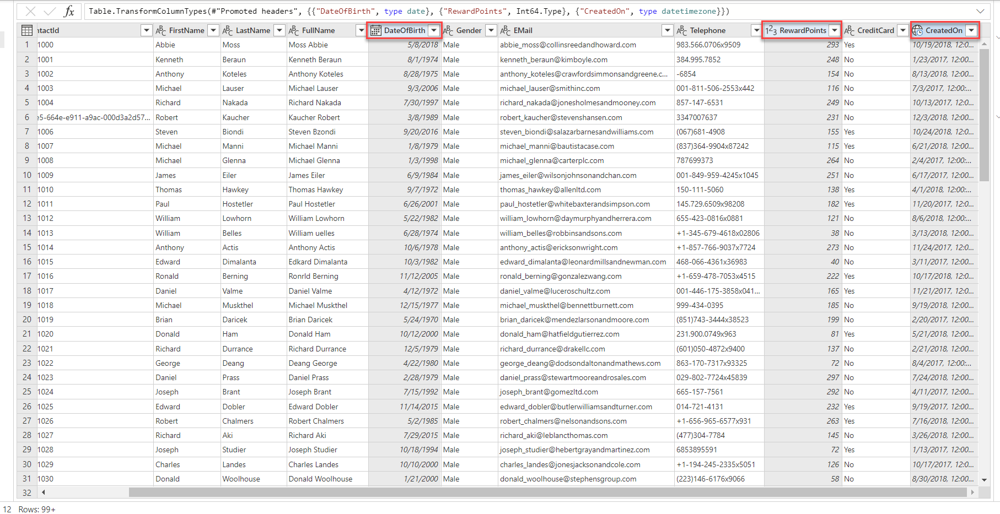 fx Table.TransformColumnTypes(#"Promoted headers", {{"DateOfBirth", type date}, {"RewardPoints", Int64.Type}, {"CreatedOn", type datetimezone}})
ntactId ABC FirstName ABC LastName ABC FullName DateOfBirth ABC Gender ABC EMail ABC Telephone 123 RewardPoints ABC CreditCard CreatedOn
1 1000 Abbie Moss Moss Abbie 5/8/2018 Male abbie_moss@collinsreedandhoward.com 983.566.0706x9509 293 Yes 10/19/2018, 12:0...
2 1001 Kenneth Beraun Kenneth Beraun 8/1/1974 Male kenneth_beraun@kimboyle.com 384.995.7852 248 No 1/23/2017, 12:00...
3 1002 Anthony Koteles Anthony Koteles 8/28/1975 Male anthony_koteles@crawfordsimmonsandgreene.c... -6854 154 No 8/13/2018, 12:00...
4 1003 Michael Lauser Michael Lauser 9/3/2006 Male michael_lauser@smithinc.com 001-811-506-2553x442 116 No 7/3/2017, 12:00:...
5 1004 Richard Nakada Richard Nakada 7/30/1997 Male richard_nakada@jonesholmesandmooney.com 857-147-6531 249 No 10/13/2017, 12:0...
6 e5-664e-e911-a9ac-000d3a2d57... Robert Kaucher Kaucher Robert 3/8/1989 Male robert_kaucher@stevenshansen.com 3347007637 231 No 12/3/2018, 12:00...
7 1006 Steven Biondi Steven Bzondi 9/20/2016 Male steven_biondi@salazarbarnesandwilliams.com (067)681-4908 155 Yes 10/24/2018, 12:0...
8 1007 Michael Manni Michael Manni 1/8/1979 Male michael_manni@bautistacase.com (837)364-9904x87242 115 Yes 6/21/2018, 12:00...
9 1008 Michael Glenna Michael Glenna 1/3/1998 Male michael_glenna@carterplc.com 787699373 264 No 2/4/2017, 12:00:...
10 1009 James Eiler James Eiler 6/9/1984 Male james_eiler@wilsonjohnsonandchan.com 001-849-959-4245x1045 251 No 6/17/2017, 12:00...
11 1010 Thomas Hawkey Thomas Hawkey 9/7/1972 Male thomas_hawkey@allenltd.com 150-111-5060 138 Yes 4/1/2018, 12:00:...
12 1011 Paul Hostetler Paul Hostetler 6/26/2001 Male paul_hostetler@whitebaxterandsimpson.com 145.729.6509x98208 182 Yes 11/20/2017, 12:0...
13 1012 William Lowhorn William Lowhorn 5/22/1982 Male william_lowhorn@daymurphyandherrera.com 655-423-0816x0881 121 No 8/6/2018, 12:00...
14 1013 William Belles William uelles 6/28/1974 Male william_belles@robbinsandsons.com +1-345-679-4618x02806 38 No 3/13/2018, 12:00...
15 1014 Anthony Actis Anthony Actis 10/6/1978 Male anthony_actis@ericksonwright.com +1-857-766-9037x7724 273 No 11/24/2017, 12:0...
16 1015 Edward Dimalanta Edkard Dimalanta 10/3/1982 Male edward_dimalanta@leonardmillsandnewman.com 468-066-4361x36983 40 No 3/11/2017, 12:00...
17 1016 Ronald Berning Ronrld Berning 11/12/2005 Male ronald_berning@gonzalezwang.com +1-659-478-7053x4515 222 Yes 10/17/2018, 12:0...
18 1017 Daniel Valme Daniel Valme 4/12/1972 Male daniel_valme@luceroschultz.com 001-446-175-3858x041... 165 Yes 11/21/2017, 12:0...
19 1018 Michael Muskthel Michael Muskthel 12/15/1977 Male michael_muskthel@bennettburnett.com 999-434-0395 185 No 9/19/2018, 12:00...
20 1019 Brian Daricek Brian Daricek 5/24/1970 Male brian_daricek@mendezlarsonandmoore.com (851)743-3444x38523 199 No 2/20/2017, 12:00...
21 1020 Donald Ham Donald Ham 10/12/2000 Male donald_ham@hatfieldgutierrez.com 231.900.0749x963 81 Yes 5/21/2018, 12:00...
22 1021 Richard Durrance Richard Durrance 12/5/1979 Male richard_durrance@drakellc.com (601)050-4872x9400 137 No 2/21/2018, 12:00...
23 1022 George Deang Deang George 4/22/1980 Male george_deang@dodsondaltonandmathews.com 863-170-7317x93325 72 No 8/4/2017, 12:00:...
24 1023 Daniel Prass Daniel Prass 2/28/1979 Male daniel_prass@stewartmooreandrosales.com 029-802-7724x45839 297 No 7/24/2018, 12:00...
25 1024 Joseph Brant Joseph Brant 7/15/1992 Male joseph_brant@gomezltd.com 665-157-7561 292 No 4/11/2017, 12:00...
26 1025 Edward Dobler Edward Dobler 11/14/2015 Male edward_dobler@butlerwilliamsandturner.com 014-721-4131 232 Yes 9/19/2017, 12:00...
27 1026 Robert Chalmers Robert Chalmers 5/2/1985 Male robert_chalmers@nelsonandsons.com +1-656-965-6577x931 263 Yes 7/16/2018, 12:00...
28 1027 Richard Aki Richard Aki 7/29/2015 Male richard_aki@leblancthomas.com (477)304-7784 145 No 3/26/2018, 12:00...
29 1028 Joseph Studier Joseph Studier 10/18/1994 Male joseph_studier@hebertgrayandmartinez.com 6853895591 72 Yes 1/13/2017, 12:00...
30 1029 Charles Landes Charles Landes 10/10/2000 Male charles_landes@jonesjacksonandcole.com +1-194-245-2335x5051 126 No 10/17/2017, 12:0...
31 1030 Donald Woolhouse Donald Woolhouse 1/21/2000 Male donald_woolhouse@stephensgroup.com (223)146-6176x9066 58 No 8/30/2018, 12:00...
32
12 Rows: 99+